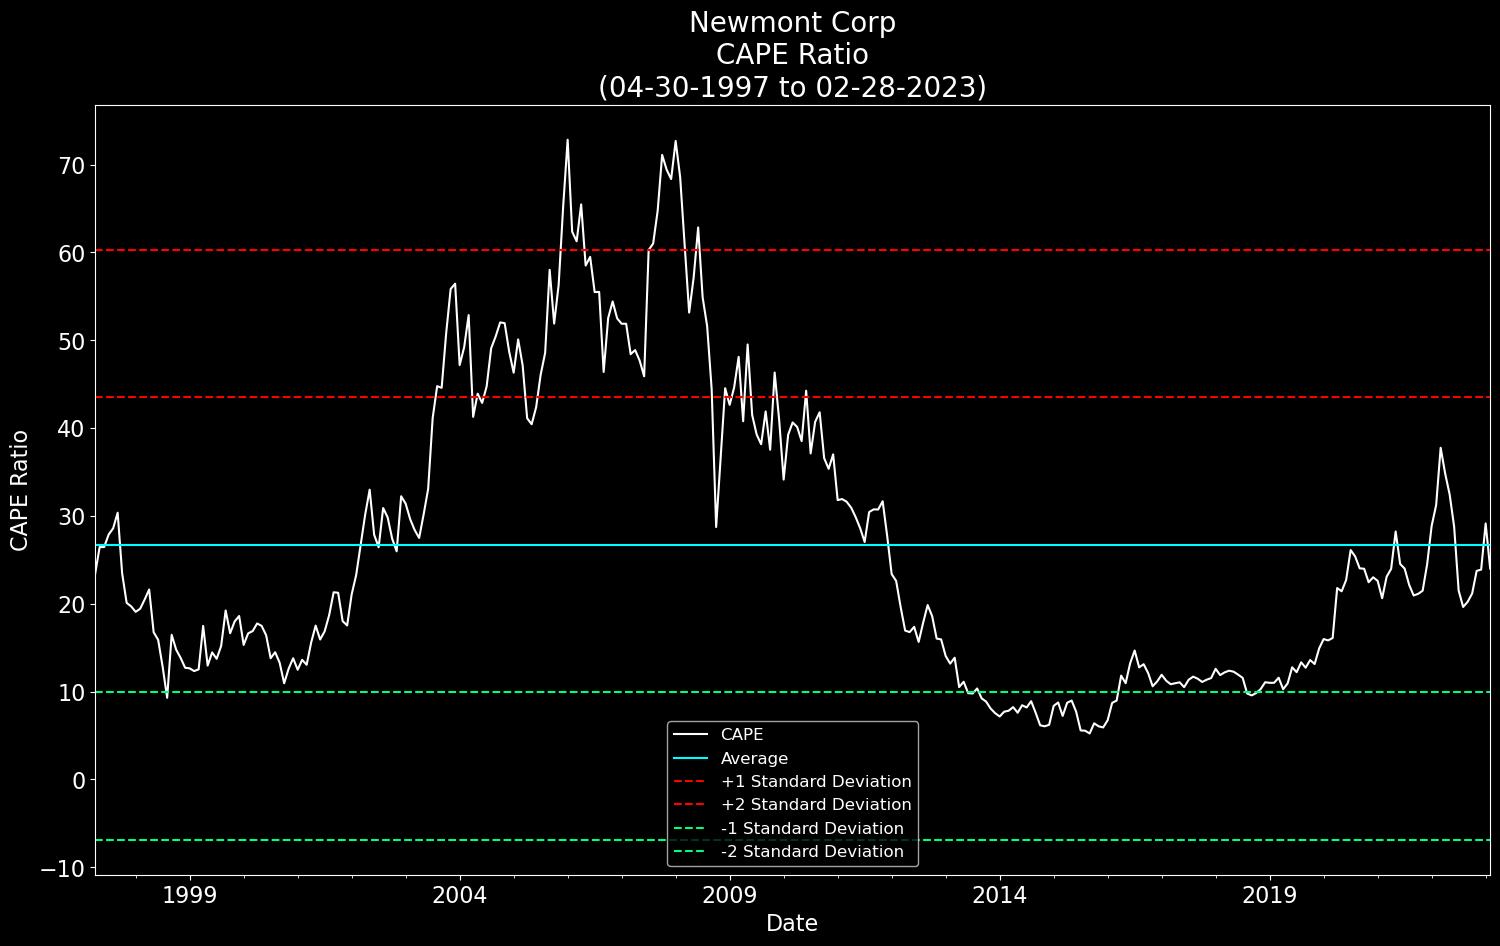 Newmont Corp
CAPE Ratio
(04-30-1997 to 02-28-2023)
CAPE Ratio
70
60
50
40
30
20
10
0
−10
CAPE
Average
+1 Standard Deviation
+2 Standard Deviation
-1 Standard Deviation
-2 Standard Deviation
1999
2004
2009
2014
2019
Date